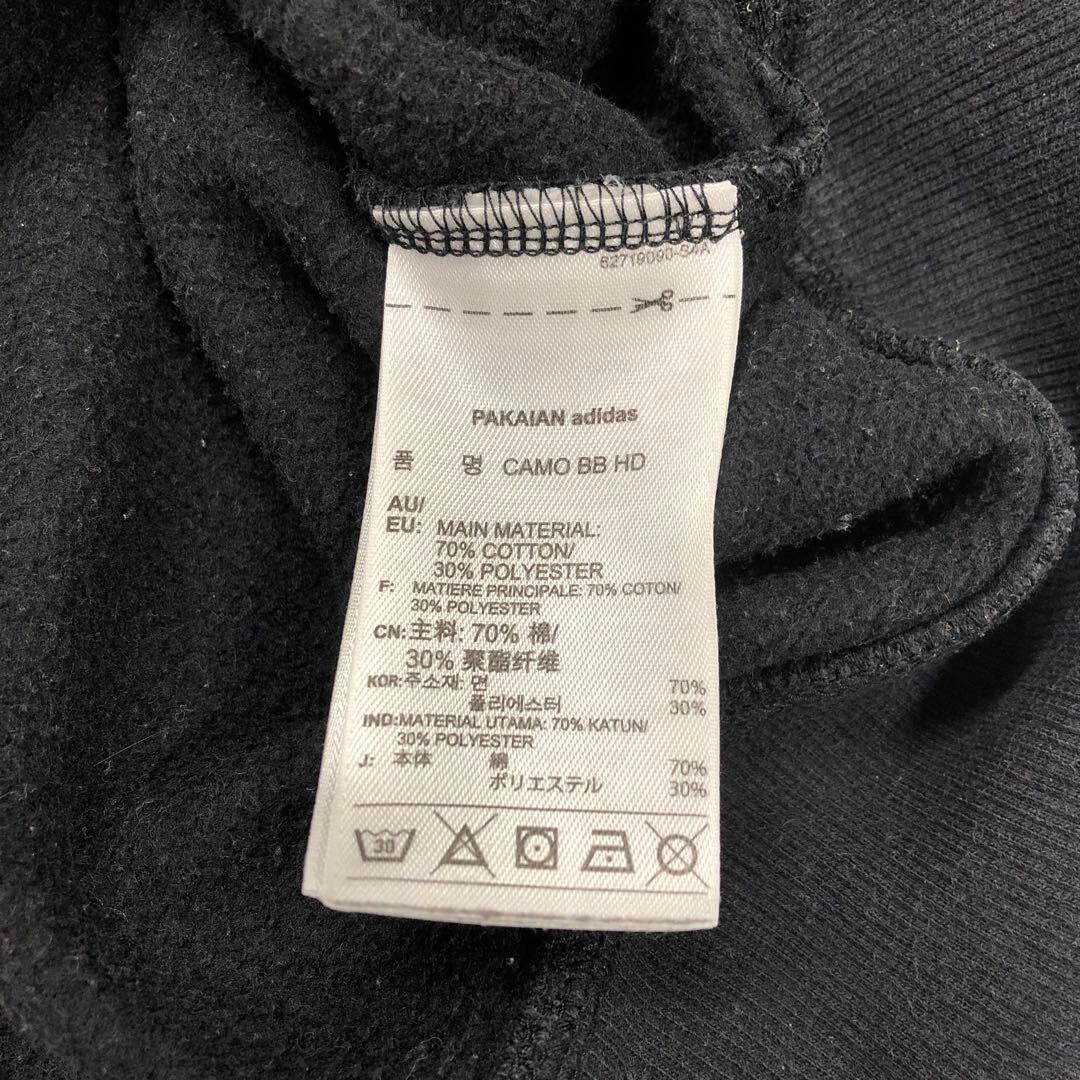 62719090-S4A
PAKAIAN adidas
품 명 CAMO BB HD
AU/
EU: MAIN MATERIAL:
70% COTTON/
30% POLYESTER
F: MATIERE PRINCIPALE: 70% COTON/
30% POLYESTER
CN:主料: 70% 棉/
30% 聚酯纤维
KOR:주소재: 면 70%
폴리에스터 30%
IND:MATERIAL UTAMA: 70% KATUN/
30% POLYESTER
J: 本体 綿 70%
ポリエステル 30%
30